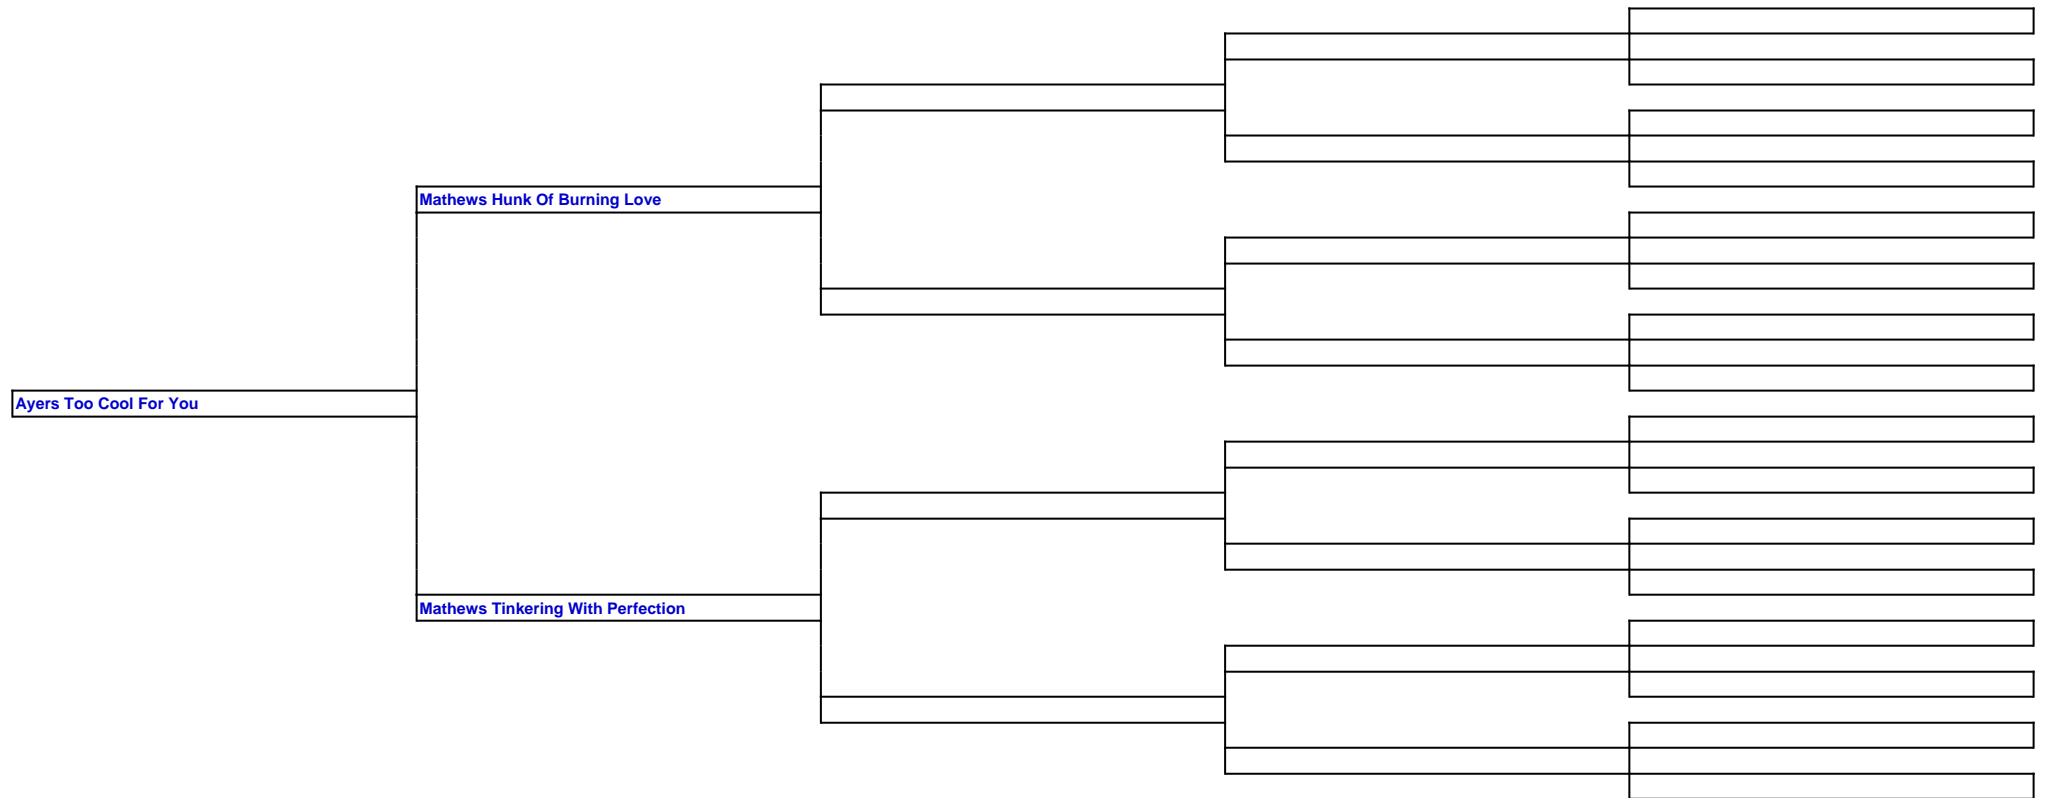 Mathews Hunk Of Burning Love
Ayers Too Cool For You
Mathews Tinkering With Perfection